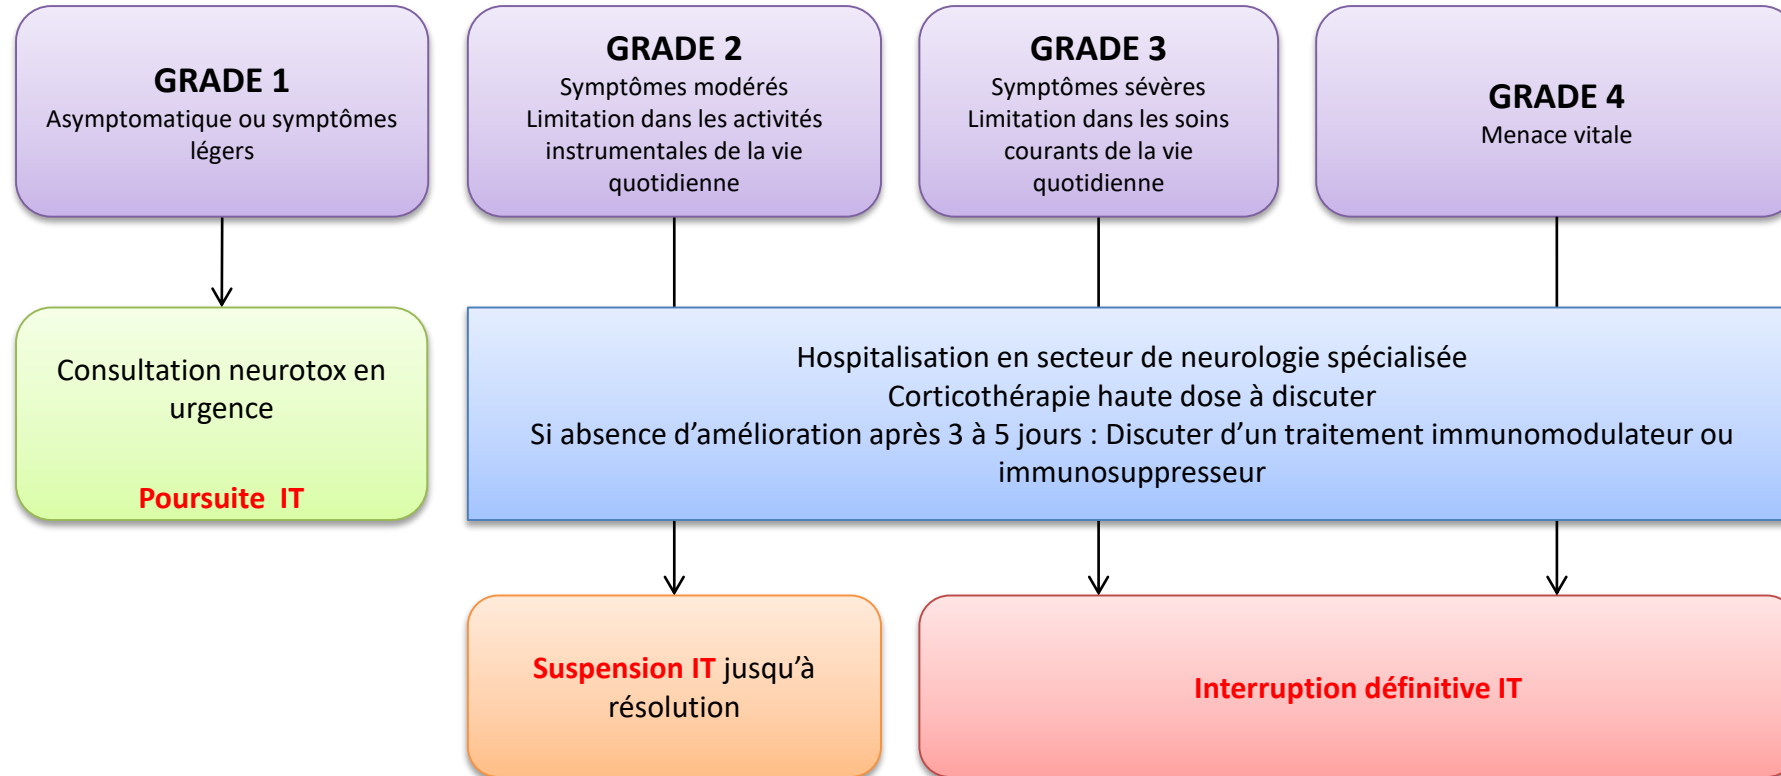 GRADE 1
Asymptomatique ou symptômes
légers
GRADE 2
Symptômes modérés
Limitation dans les activités
instrumentales de la vie
quotidienne
GRADE 3
Symptômes sévères
Limitation dans les soins
courants de la vie
quotidienne
GRADE 4
Menace vitale
Consultation neurotox en
urgence
Poursuite IT
Hospitalisation en secteur de neurologie spécialisée
Corticothérapie haute dose à discuter
Si absence d’amélioration après 3 à 5 jours : Discuter d’un traitement immunomodulateur ou
immunosuppresseur
Suspension IT jusqu’à
résolution
Interruption définitive IT